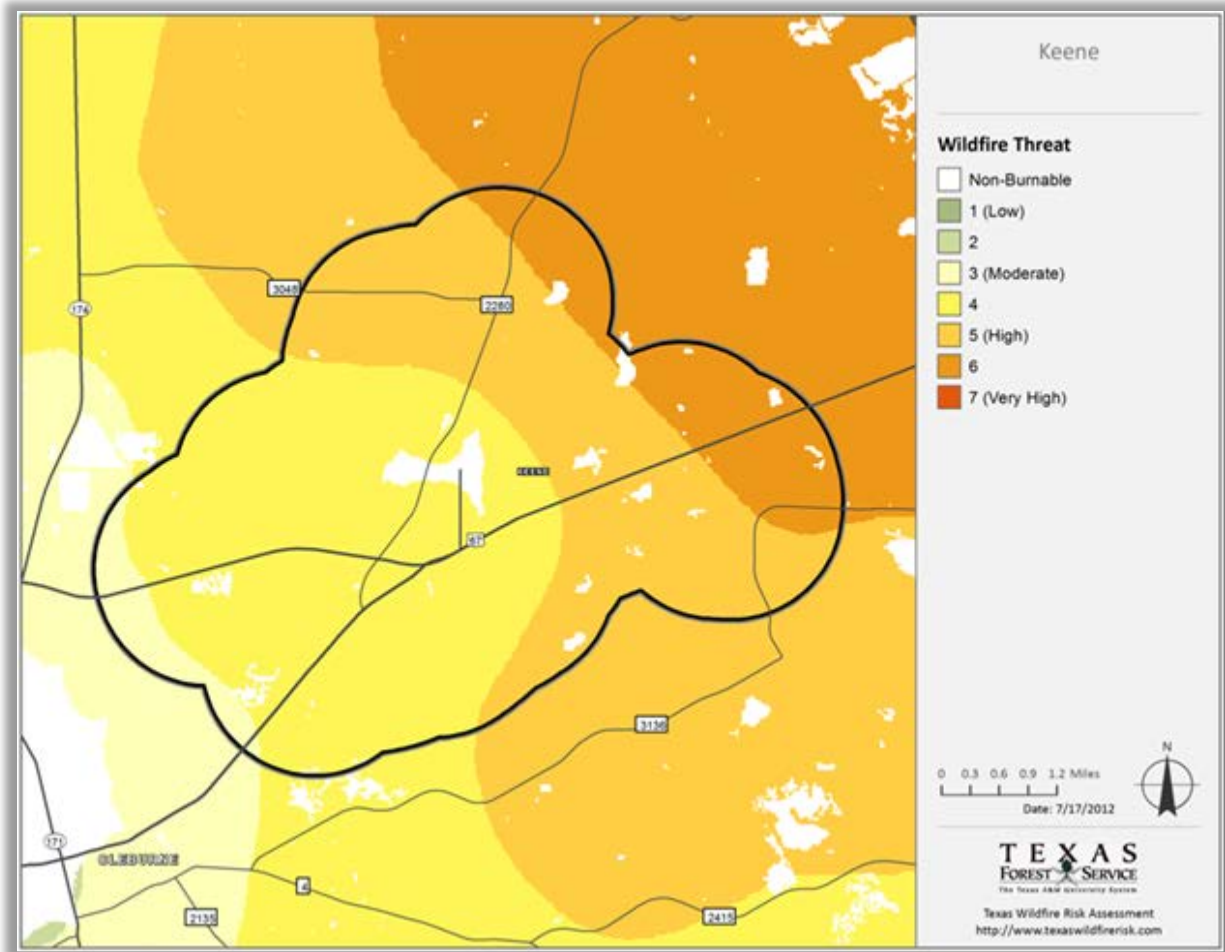 Keene
Wildfire Threat
Non-Burnable
1 (Low)
2
3 (Moderate)
4
5 (High)
6
7 (Very High)
3048
2280
174
KEENE
67
3136
171
CLEBURNE
4
2135
2415
N
0 0.3 0.6 0.9 1.2 Miles
Date: 7/17/2012
TEXAS
FOREST SERVICE
The Texas A&M University System
Texas Wildfire Risk Assessment
http://www.texaswildfirerisk.com